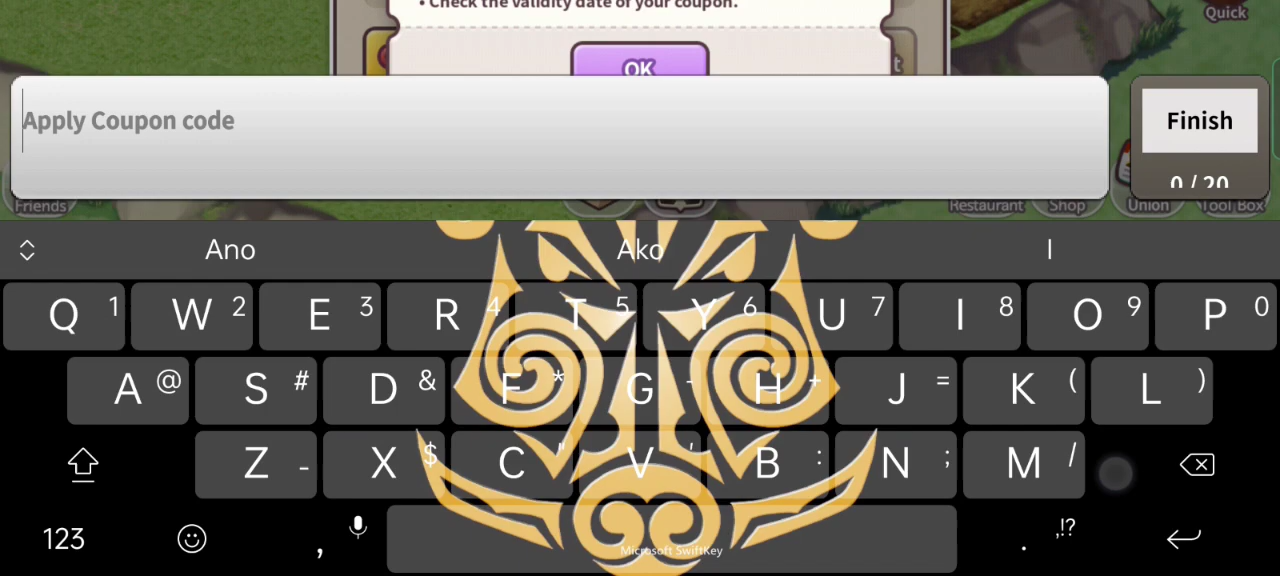 • Check the validity date of your coupon.
Quick
OK
t
Apply Coupon code
Finish
0 / 20
Friends
Restaurant
Shop
Union
Tool Box
Ano
Ako
I
Q 1 W 2 E 3 R 4 T 5 Y 6 U 7 I 8 O 9 P 0
A @ S # D & F * G - H + J = K ( L )
Z _ X $ C " V ' B : N ; M /
123 , . ,!?
Microsoft SwiftKey